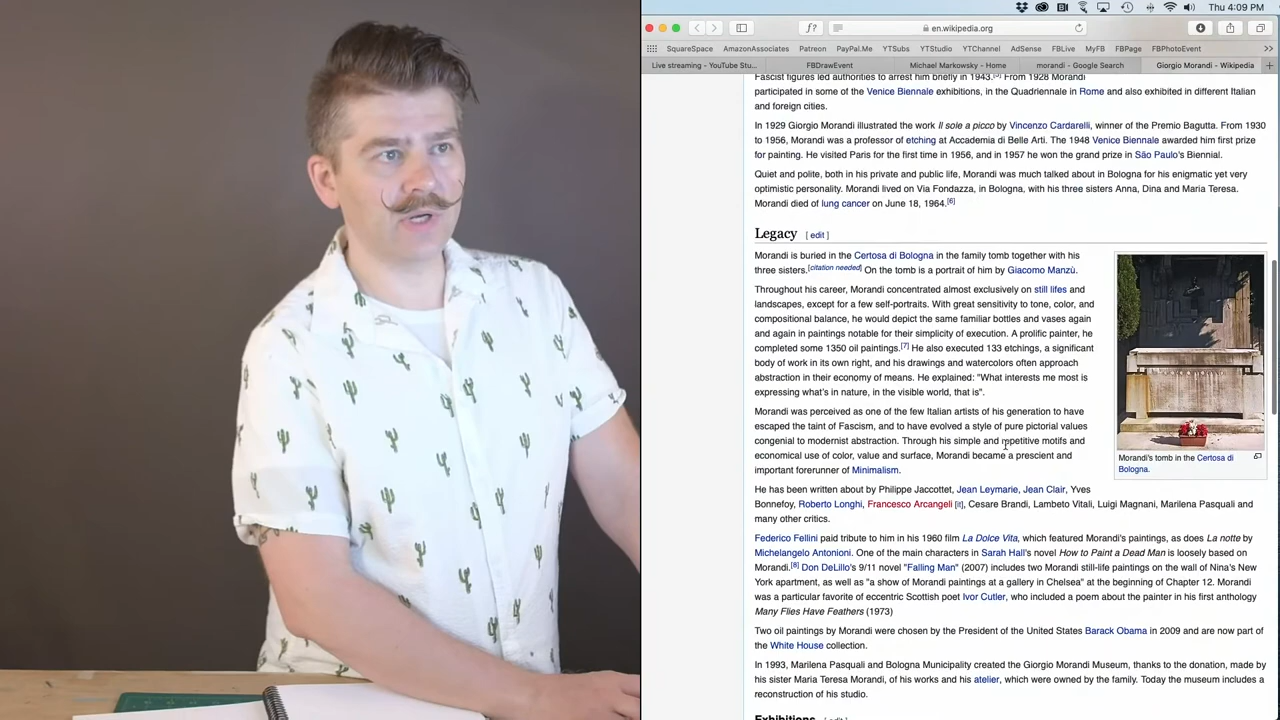 Thu 4:09 PM
en.wikipedia.org
SquareSpace AmazonAssociates Patreon PayPal.Me YTSubs YTStudio YTChannel AdSense FBLive MyFB FBPage FBPhotoEvent
Live streaming - YouTube Stu... FBDrawEvent Michael Markowsky - Home morandi - Google Search Giorgio Morandi - Wikipedia
Fascist figures led authorities to arrest him briefly in 1943. From 1928 Morandi
participated in some of the Venice Biennale exhibitions, in the Quadriennale in Rome and also exhibited in different Italian
and foreign cities.
In 1929 Giorgio Morandi illustrated the work Il sole a picco by Vincenzo Cardarelli, winner of the Premio Bagutta. From 1930
to 1956, Morandi was a professor of etching at Accademia di Belle Arti. The 1948 Venice Biennale awarded him first prize
for painting. He visited Paris for the first time in 1956, and in 1957 he won the grand prize in São Paulo's Biennial.
Quiet and polite, both in his private and public life, Morandi was much talked about in Bologna for his enigmatic yet very
optimistic personality. Morandi lived on Via Fondazza, in Bologna, with his three sisters Anna, Dina and Maria Teresa.
Morandi died of lung cancer on June 18, 1964.[6]
Legacy [ edit ]
Morandi is buried in the Certosa di Bologna in the family tomb together with his
three sisters.[citation needed] On the tomb is a portrait of him by Giacomo Manzù.
Throughout his career, Morandi concentrated almost exclusively on still lifes and
landscapes, except for a few self-portraits. With great sensitivity to tone, color, and
compositional balance, he would depict the same familiar bottles and vases again
and again in paintings notable for their simplicity of execution. A prolific painter, he
completed some 1350 oil paintings.[7] He also executed 133 etchings, a significant
body of work in its own right, and his drawings and watercolors often approach
abstraction in their economy of means. He explained: "What interests me most is
expressing what's in nature, in the visible world, that is".
Morandi was perceived as one of the few Italian artists of his generation to have
escaped the taint of Fascism, and to have evolved a style of pure pictorial values
congenial to modernist abstraction. Through his simple and repetitive motifs and
economical use of color, value and surface, Morandi became a prescient and
important forerunner of Minimalism.
Morandi's tomb in the Certosa di
Bologna.
He has been written about by Philippe Jaccottet, Jean Leymarie, Jean Clair, Yves
Bonnefoy, Roberto Longhi, Francesco Arcangeli [it], Cesare Brandi, Lambeto Vitali, Luigi Magnani, Marilena Pasquali and
many other critics.
Federico Fellini paid tribute to him in his 1960 film La Dolce Vita, which featured Morandi's paintings, as does La notte by
Michelangelo Antonioni. One of the main characters in Sarah Hall's novel How to Paint a Dead Man is loosely based on
Morandi.[8] Don DeLillo's 9/11 novel "Falling Man" (2007) includes two Morandi still-life paintings on the wall of Nina's New
York apartment, as well as "a show of Morandi paintings at a gallery in Chelsea" at the beginning of Chapter 12. Morandi
was a particular favorite of eccentric Scottish poet Ivor Cutler, who included a poem about the painter in his first anthology
Many Flies Have Feathers (1973)
Two oil paintings by Morandi were chosen by the President of the United States Barack Obama in 2009 and are now part of
the White House collection.
In 1993, Marilena Pasquali and Bologna Municipality created the Giorgio Morandi Museum, thanks to the donation, made by
his sister Maria Teresa Morandi, of his works and his atelier, which were owned by the family. Today the museum includes a
reconstruction of his studio.
Exhibitions [ edit ]